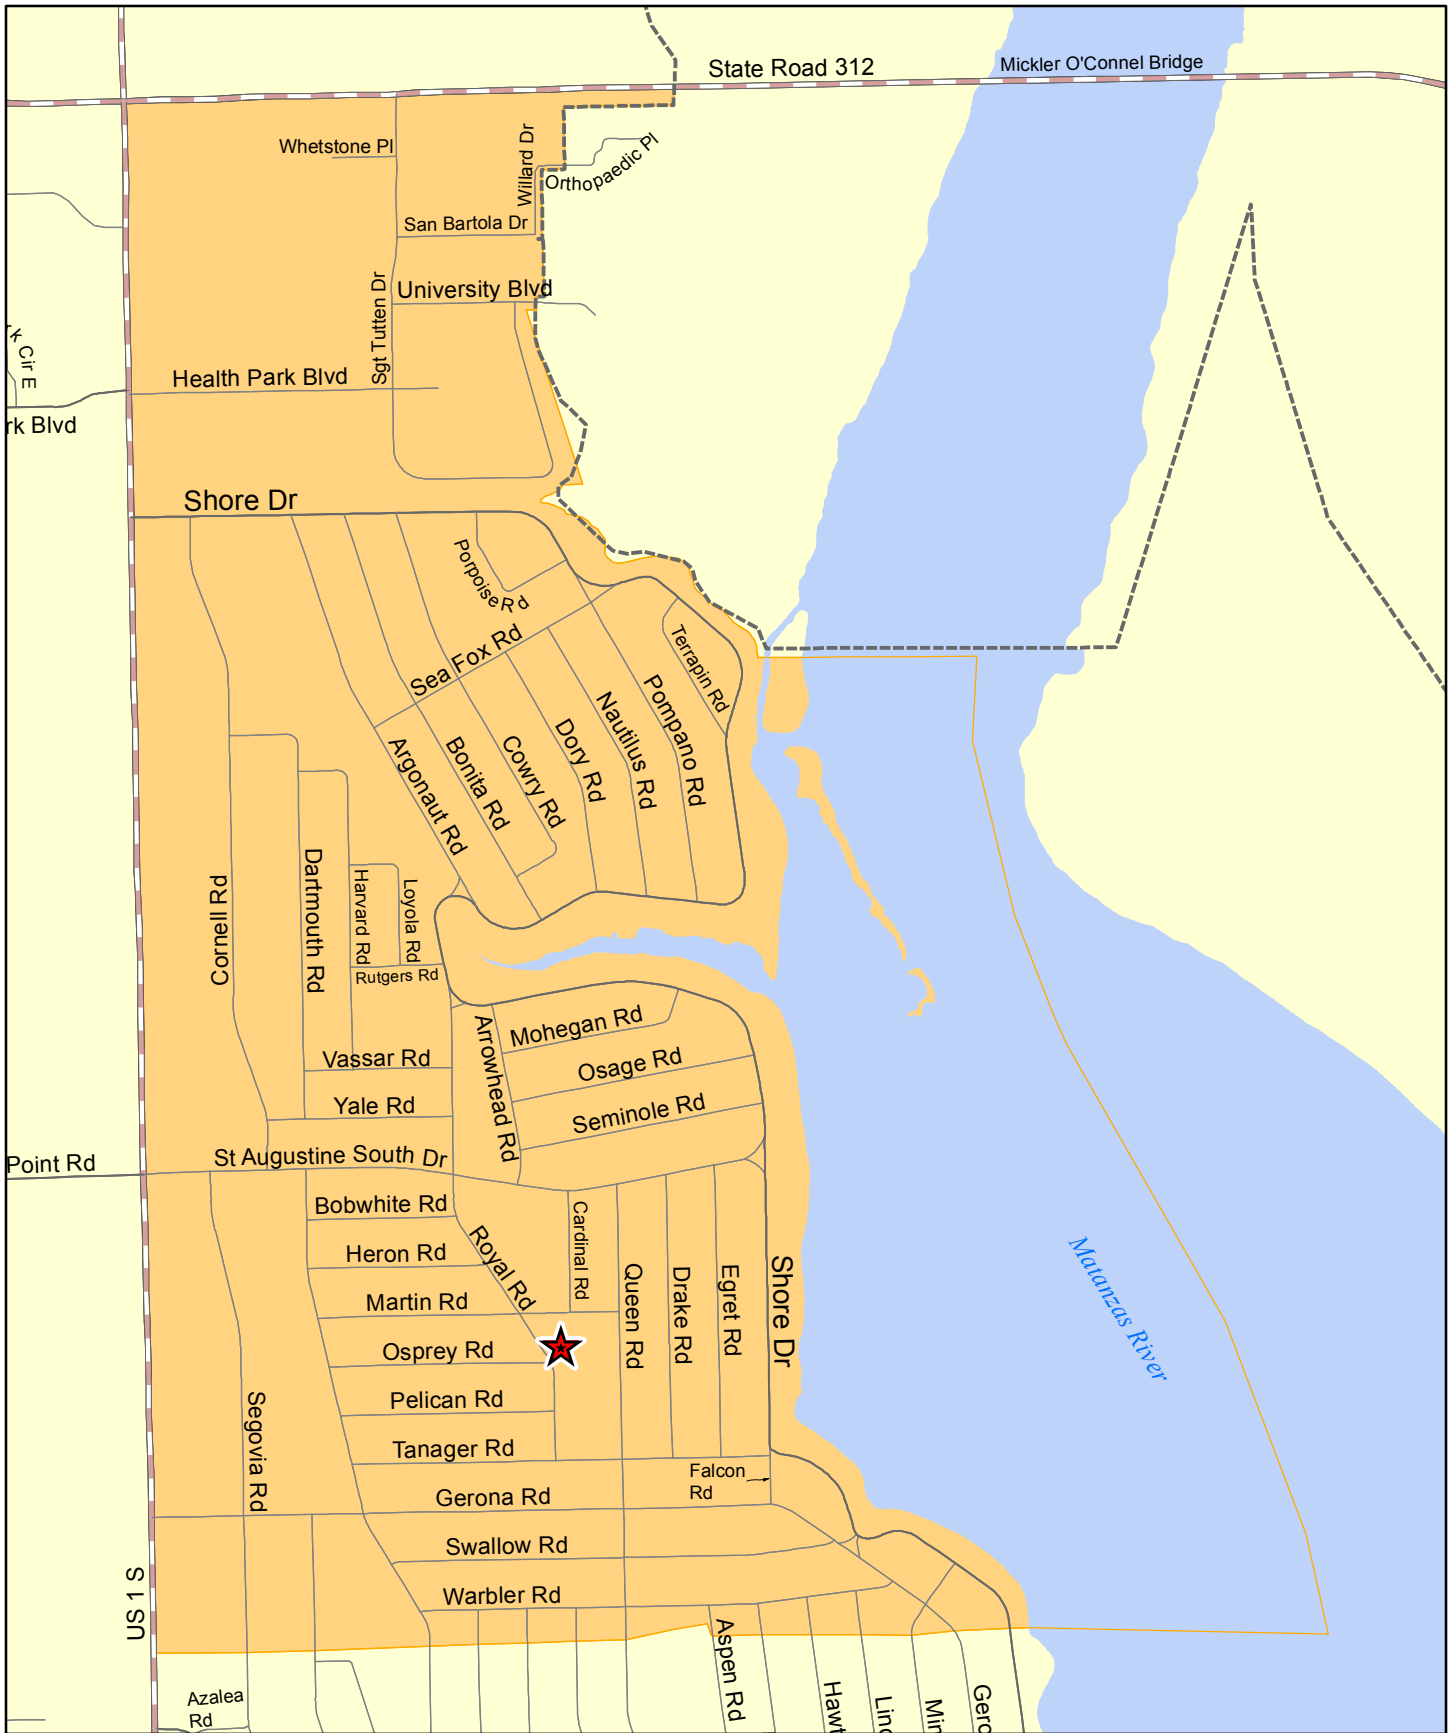 State Road 312
Mickler O'Connel Bridge
Whetstone Pl
Willard Dr
Orthopaedic Pl
San Bartola Dr
University Blvd
Sgt Tutten Dr
rk Cir E
Health Park Blvd
rk Blvd
Shore Dr
Porpoise Rd
Sea Fox Rd
Terrapin Rd
Pompano Rd
Nautilus Rd
Dory Rd
Cowry Rd
Bonita Rd
Argonaut Rd
Cornell Rd
Dartmouth Rd
Harvard Rd
Loyola Rd
Rutgers Rd
Mohegan Rd
Arrowhead Rd
Osage Rd
Vassar Rd
Seminole Rd
Yale Rd
Point Rd
St Augustine South Dr
Bobwhite Rd
Cardinal Rd
Heron Rd
Royal Rd
Martin Rd
Queen Rd
Drake Rd
Egret Rd
Shore Dr
Matanzas River
Osprey Rd
Pelican Rd
Segovia Rd
Tanager Rd
Falcon
Rd
Gerona Rd
Swallow Rd
US 1 S
Warbler Rd
Aspen Rd
Azalea
Rd
Hawt
Linc
Mir
Gero